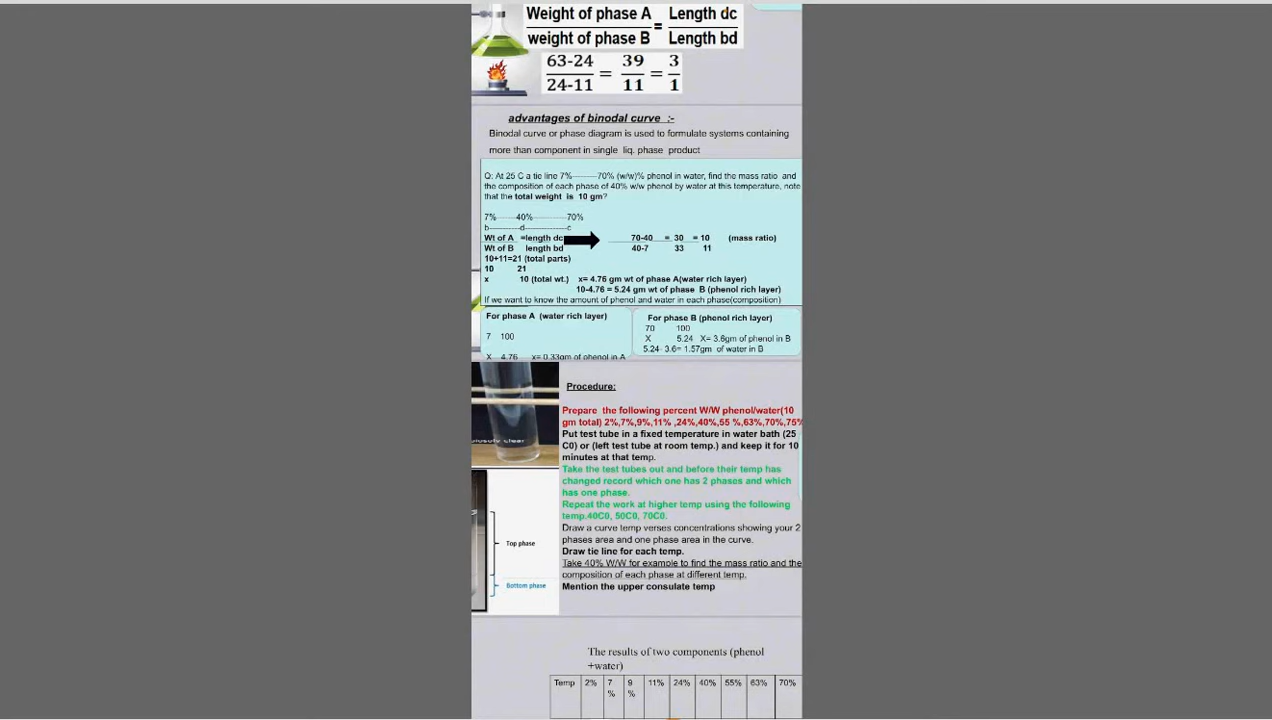 Weight of phase A = Length dc
weight of phase B Length bd
63-24 = 39 = 3
24-11 11 1
advantages of binodal curve :-
Binodal curve or phase diagram is used to formulate systems containing
more than component in single liq. phase product
Q: At 25 C a tie line 7%--------70% (w/w)% phenol in water, find the mass ratio and
the composition of each phase of 40% w/w phenol by water at this temperature, note
that the total weight is 10 gm?
7%------40%-----------70%
b-----------d--------------c
Wt of A =length dc 70-40 = 30 = 10 (mass ratio)
Wt of B length bd 40-7 33 11
10+11=21 (total parts)
10 21
x 10 (total wt.) x= 4.76 gm wt of phase A(water rich layer)
10-4.76 = 5.24 gm wt of phase B (phenol rich layer)
If we want to know the amount of phenol and water in each phase(composition)
For phase A (water rich layer)
7 100
X 4.76 x= 0.33gm of phenol in A
For phase B (phenol rich layer)
70 100
X 5.24 X= 3.6gm of phenol in B
5.24- 3.6= 1.57gm of water in B
clear
Top phase
Bottom phase
Procedure:
Prepare the following percent W/W phenol/water(10
gm total) 2%,7%,9%,11% ,24%,40%,55 %,63%,70%,75%
Put test tube in a fixed temperature in water bath (25
C0) or (left test tube at room temp.) and keep it for 10
minutes at that temp.
Take the test tubes out and before their temp has
changed record which one has 2 phases and which
has one phase.
Repeat the work at higher temp using the following
temp.40C0, 50C0, 70C0.
Draw a curve temp verses concentrations showing your 2
phases area and one phase area in the curve.
Draw tie line for each temp.
Take 40% W/W for example to find the mass ratio and the
composition of each phase at different temp.
Mention the upper consulate temp
The results of two components (phenol
+water)
Temp 2% 7 % 9 % 11% 24% 40% 55% 63% 70%